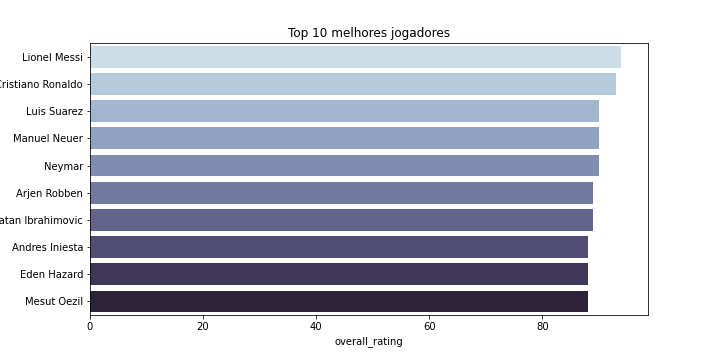 Top 10 melhores jogadores
Lionel Messi
Cristiano Ronaldo
Luis Suarez
Manuel Neuer
Neymar
Arjen Robben
atan Ibrahimovic
Andres Iniesta
Eden Hazard
Mesut Oezil
0 20 40 60 80
overall_rating